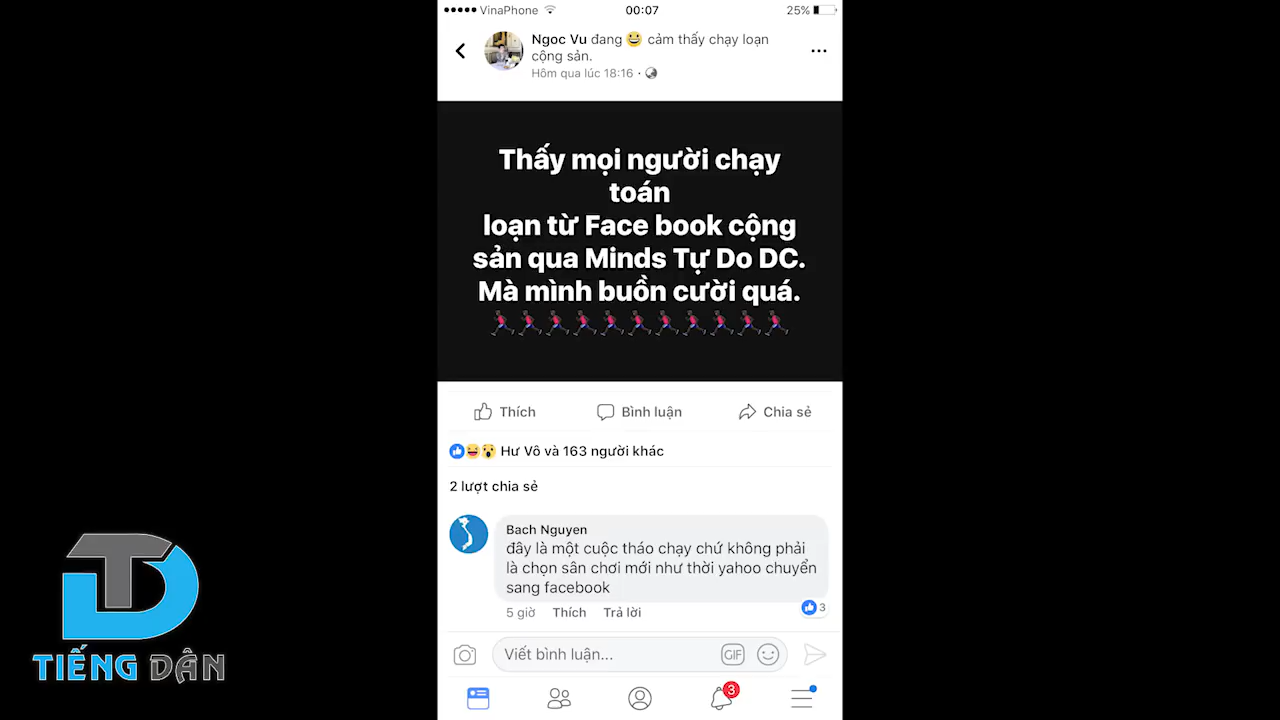 VinaPhone
00:07
25%
Ngoc Vu đang 😃 cảm thấy chạy loạn
cộng sản.
Hôm qua lúc 18:16 ·
Thấy mọi người chạy
toán
loạn từ Face book cộng
sản qua Minds Tự Do DC.
Mà mình buồn cười quá.
🏃🏿🏃🏿🏃🏿🏃🏿🏃🏿🏃🏿🏃🏿🏃🏿🏃🏿🏃🏿🏃🏿
Thích
Bình luận
Chia sẻ
Hư Vô và 163 người khác
2 lượt chia sẻ
Bach Nguyen
đây là một cuộc tháo chạy chứ không phải
là chọn sân chơi mới như thời yahoo chuyển
sang facebook
5 giờ Thích Trả lời
3
Viết bình luận...
GIF
3
TD
TIẾNG DÂN